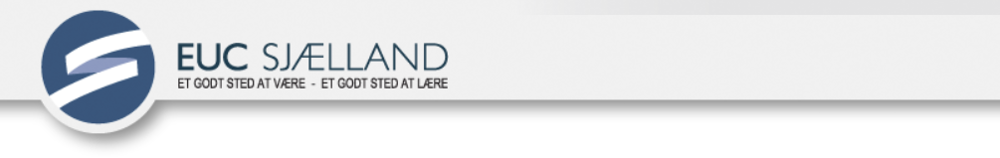 EUC SJÆLLAND
ET GODT STED AT VÆRE - ET GODT STED AT LÆRE